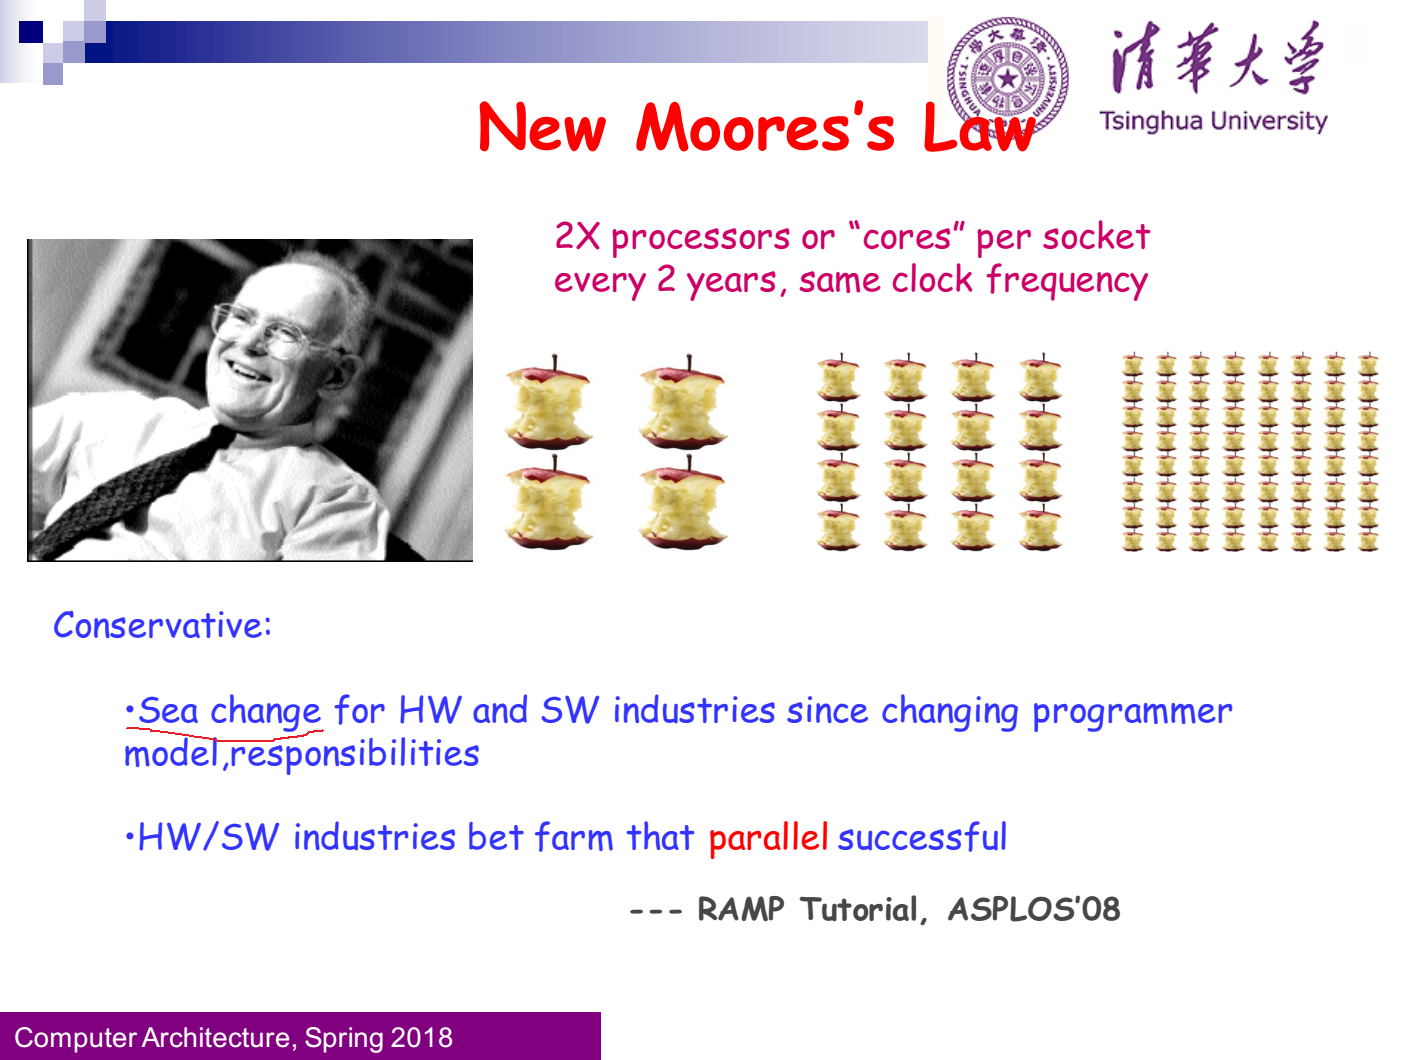 清華大学
Tsinghua University
New Moores’s Law
2X processors or “cores” per socket
every 2 years, same clock frequency
Conservative:
•Sea change for HW and SW industries since changing programmer
model,responsibilities
•HW/SW industries bet farm that parallel successful
--- RAMP Tutorial, ASPLOS’08
Computer Architecture, Spring 2018